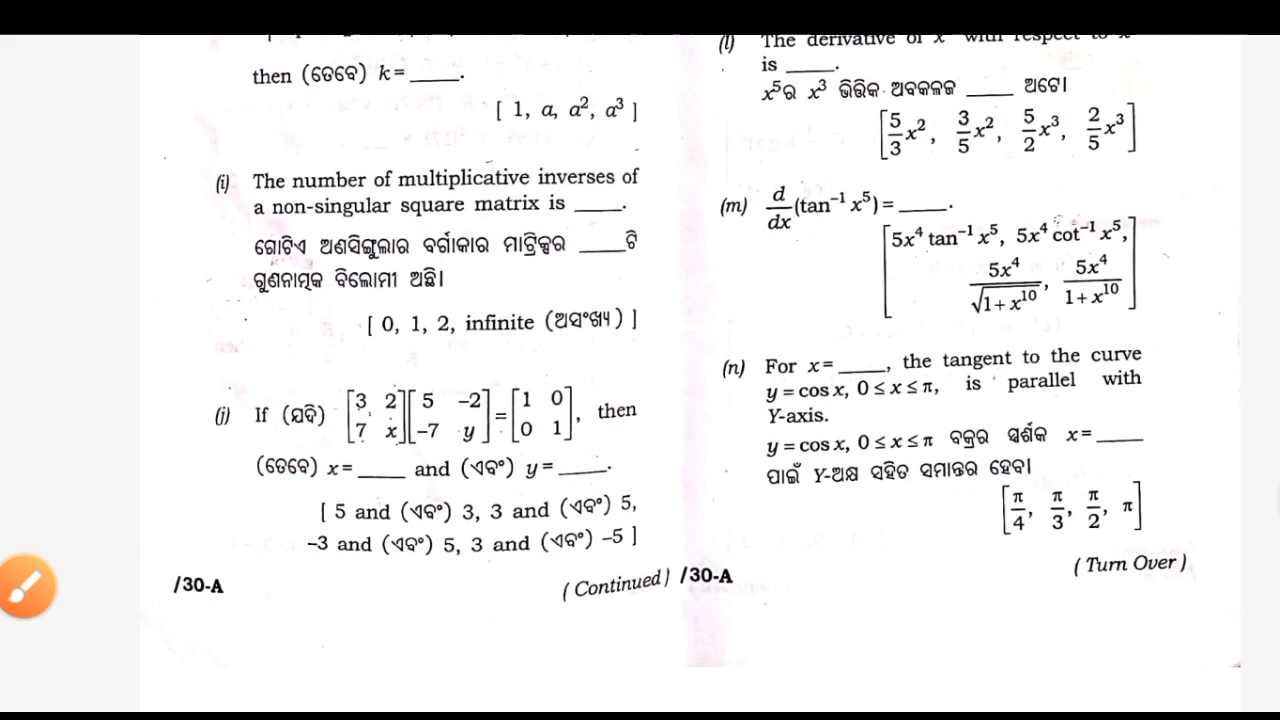 then (ତେବେ) k = _____.
[ 1, a, a², a³ ]
(i) The number of multiplicative inverses of
a non-singular square matrix is _____.
ଗୋଟିଏ ଅଣସିଙ୍ଗୁଲାର ବର୍ଗାକାର ମାଟ୍ରିକ୍ସର _____ଟି
ଗୁଣନାତ୍ମକ ବିଲୋମୀ ଅଛି।
[ 0, 1, 2, infinite (ଅସଂଖ୍ୟ) ]
(j) If (ଯଦି) [3 2; 7 x][5 −2; −7 y] = [1 0; 0 1], then
(ତେବେ) x = _____ and (ଏବଂ) y = _____.
[ 5 and (ଏବଂ) 3, 3 and (ଏବଂ) 5,
−3 and (ଏବଂ) 5, 3 and (ଏବଂ) −5 ]
/30-A
( Continued )
(l) The derivative of x with respect to x
is _____.
x⁵ର x³ ଭିତ୍ତିକ ଅବକଳଜ _____ ଅଟେ।
[5/3 x², 3/5 x², 5/2 x³, 2/5 x³]
(m) d/dx (tan⁻¹ x⁵) = _____.
[5x⁴ tan⁻¹ x⁵, 5x⁴ cot⁻¹ x⁵,
5x⁴/√(1+x¹⁰), 5x⁴/(1+x¹⁰)]
(n) For x = _____, the tangent to the curve
y = cos x, 0 ≤ x ≤ π, is parallel with
Y-axis.
y = cos x, 0 ≤ x ≤ π ବକ୍ରର ସ୍ପର୍ଶକ x = _____
ପାଇଁ Y-ଅକ୍ଷ ସହିତ ସମାନ୍ତର ହେବ।
[π/4, π/3, π/2, π]
/30-A
( Turn Over )